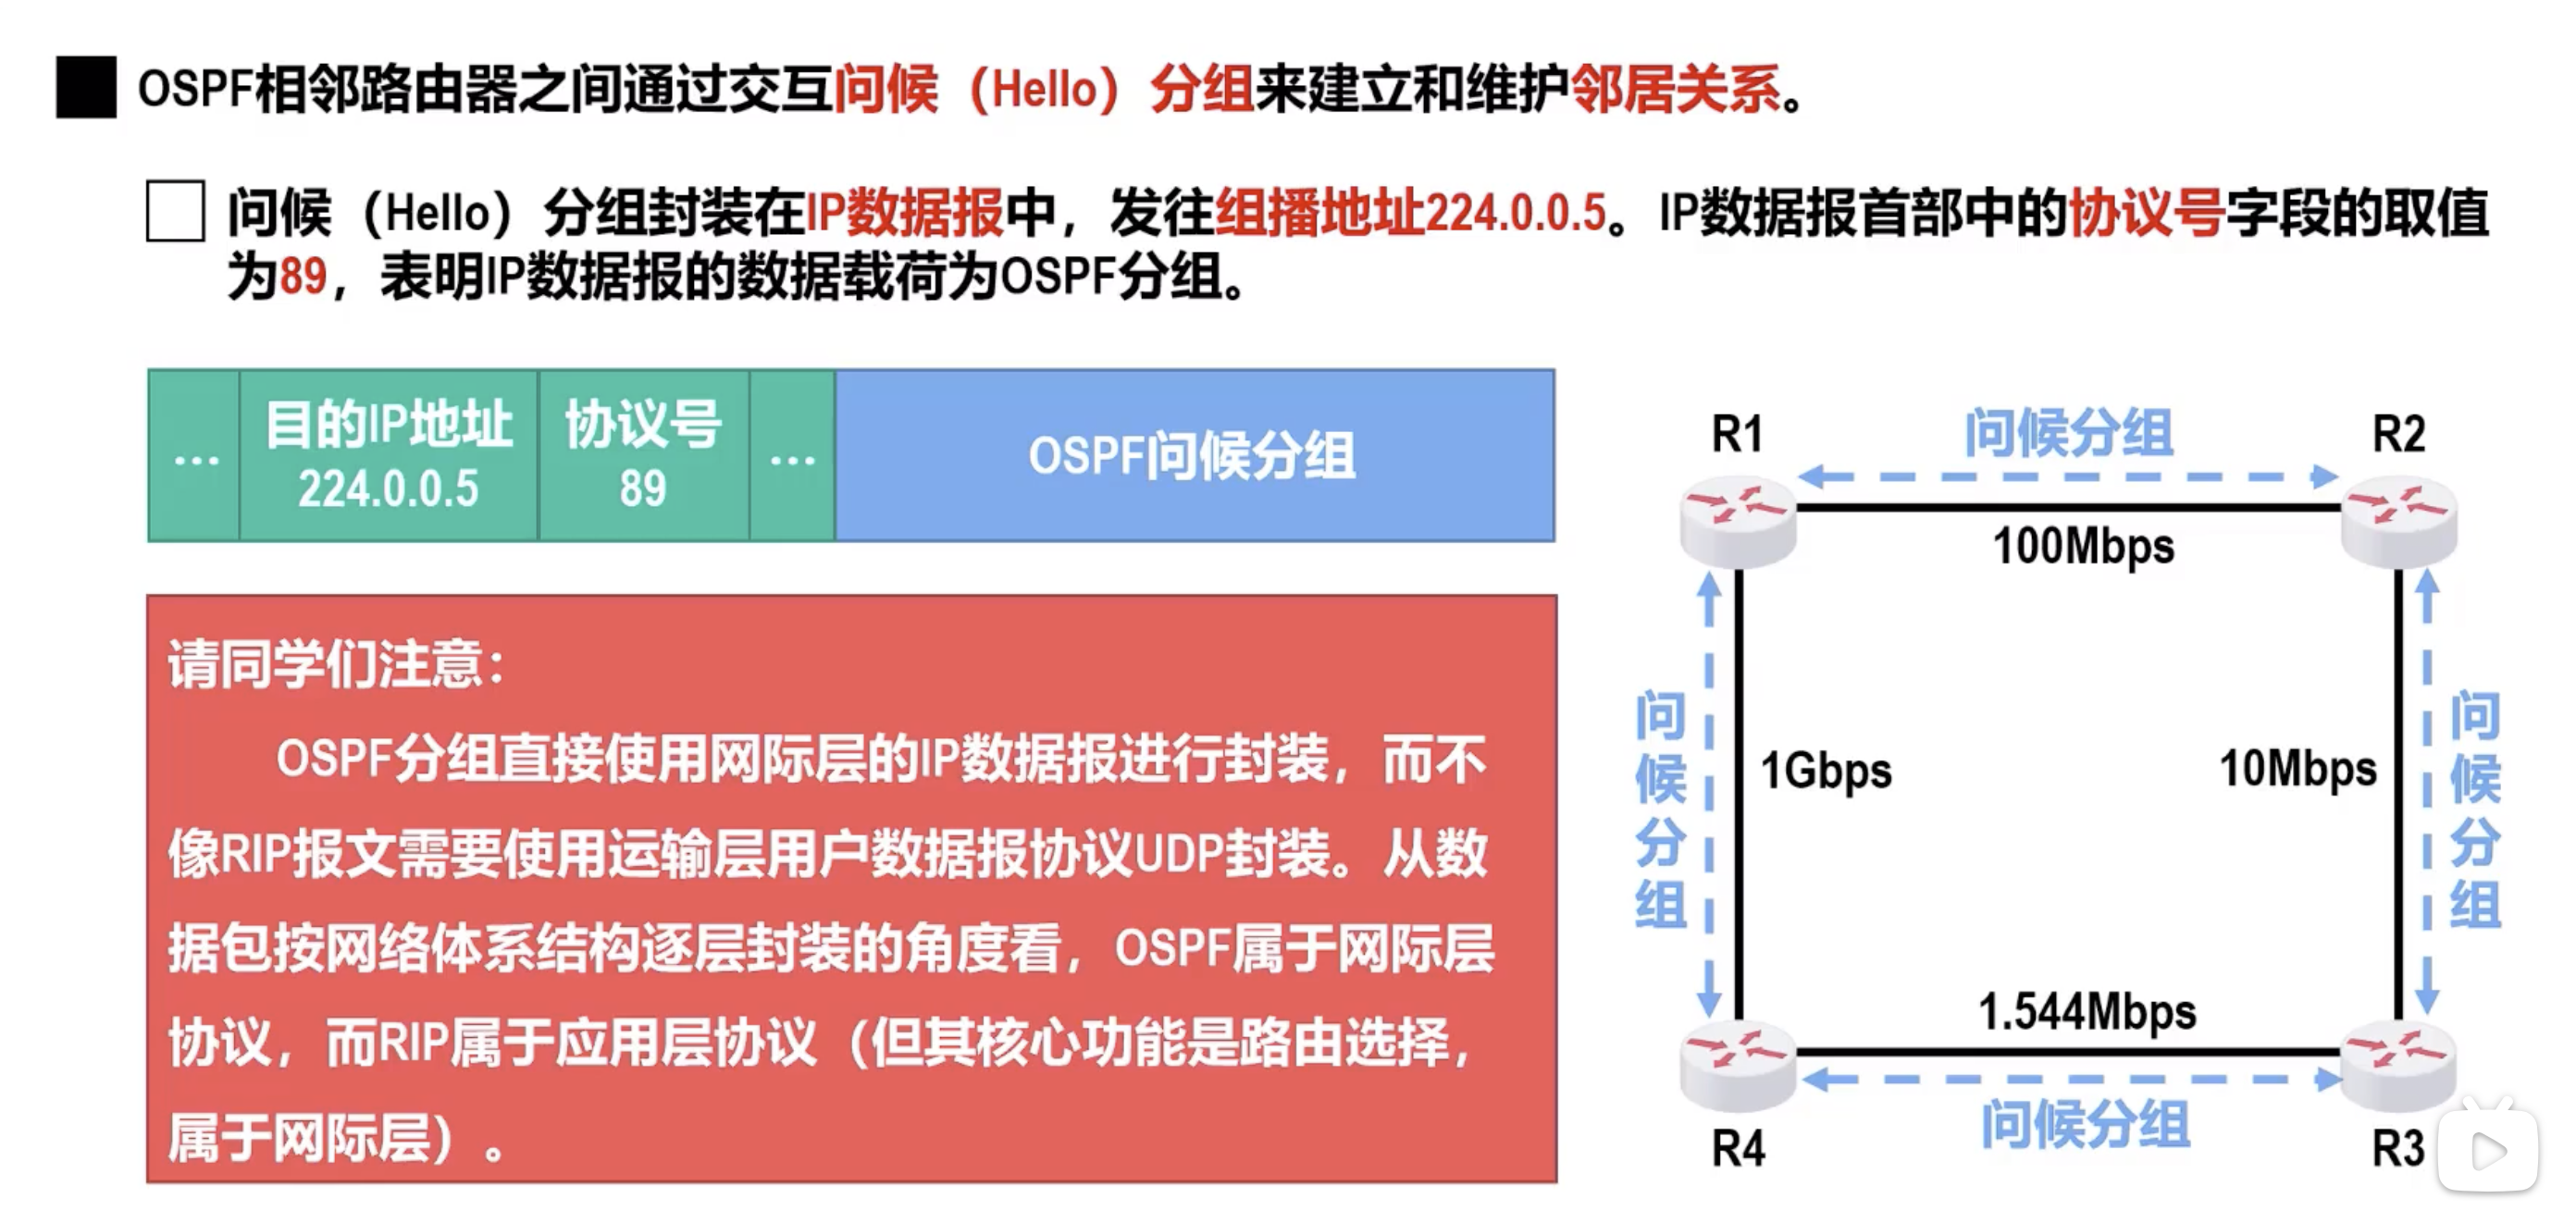 OSPF相邻路由器之间通过交互问候（Hello）分组来建立和维护邻居关系。
问候（Hello）分组封装在IP数据报中，发往组播地址224.0.0.5。IP数据报首部中的协议号字段的取值
为89，表明IP数据报的数据载荷为OSPF分组。
... 目的IP地址 协议号 ... OSPF问候分组
224.0.0.5 89
请同学们注意：
OSPF分组直接使用网际层的IP数据报进行封装，而不
像RIP报文需要使用运输层用户数据报协议UDP封装。从数
据包按网络体系结构逐层封装的角度看，OSPF属于网际层
协议，而RIP属于应用层协议（但其核心功能是路由选择，
属于网际层）。
R1 问候分组 R2
100Mbps
问候分组
1Gbps
10Mbps
问候分组
1.544Mbps
问候分组
R4
R3